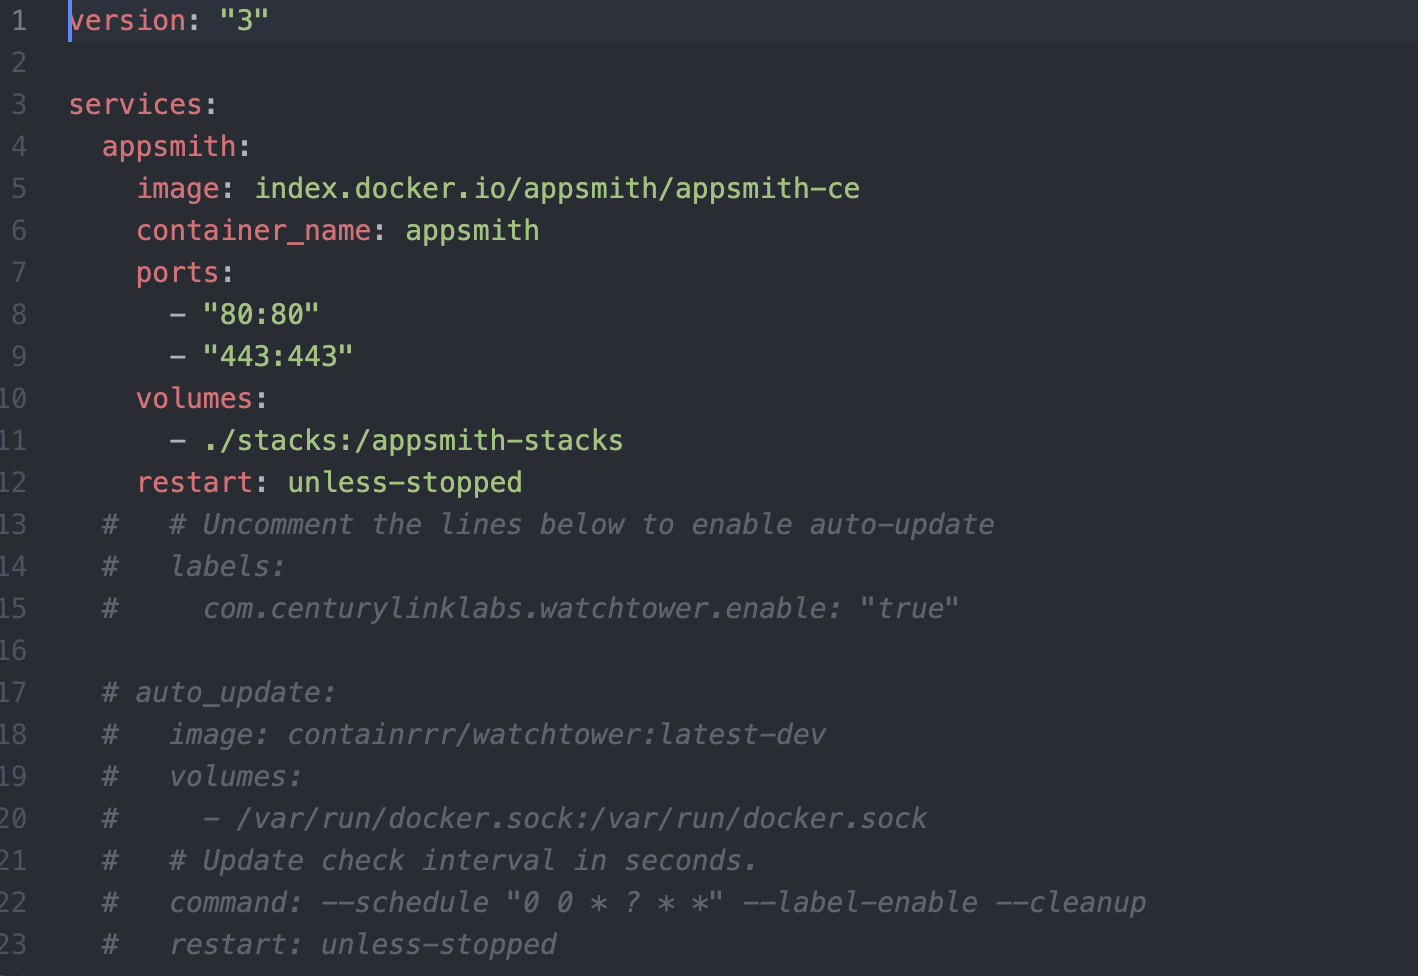 1 version: "3"
2
3 services:
4   appsmith:
5     image: index.docker.io/appsmith/appsmith-ce
6     container_name: appsmith
7     ports:
8       - "80:80"
9       - "443:443"
10     volumes:
11       - ./stacks:/appsmith-stacks
12     restart: unless-stopped
13   #   # Uncomment the lines below to enable auto-update
14   #   labels:
15   #     com.centurylinklabs.watchtower.enable: "true"
16
17   # auto_update:
18   #   image: containrrr/watchtower:latest-dev
19   #   volumes:
20   #     - /var/run/docker.sock:/var/run/docker.sock
21   #   # Update check interval in seconds.
22   #   command: --schedule "0 0 * ? * *" --label-enable --cleanup
23   #   restart: unless-stopped